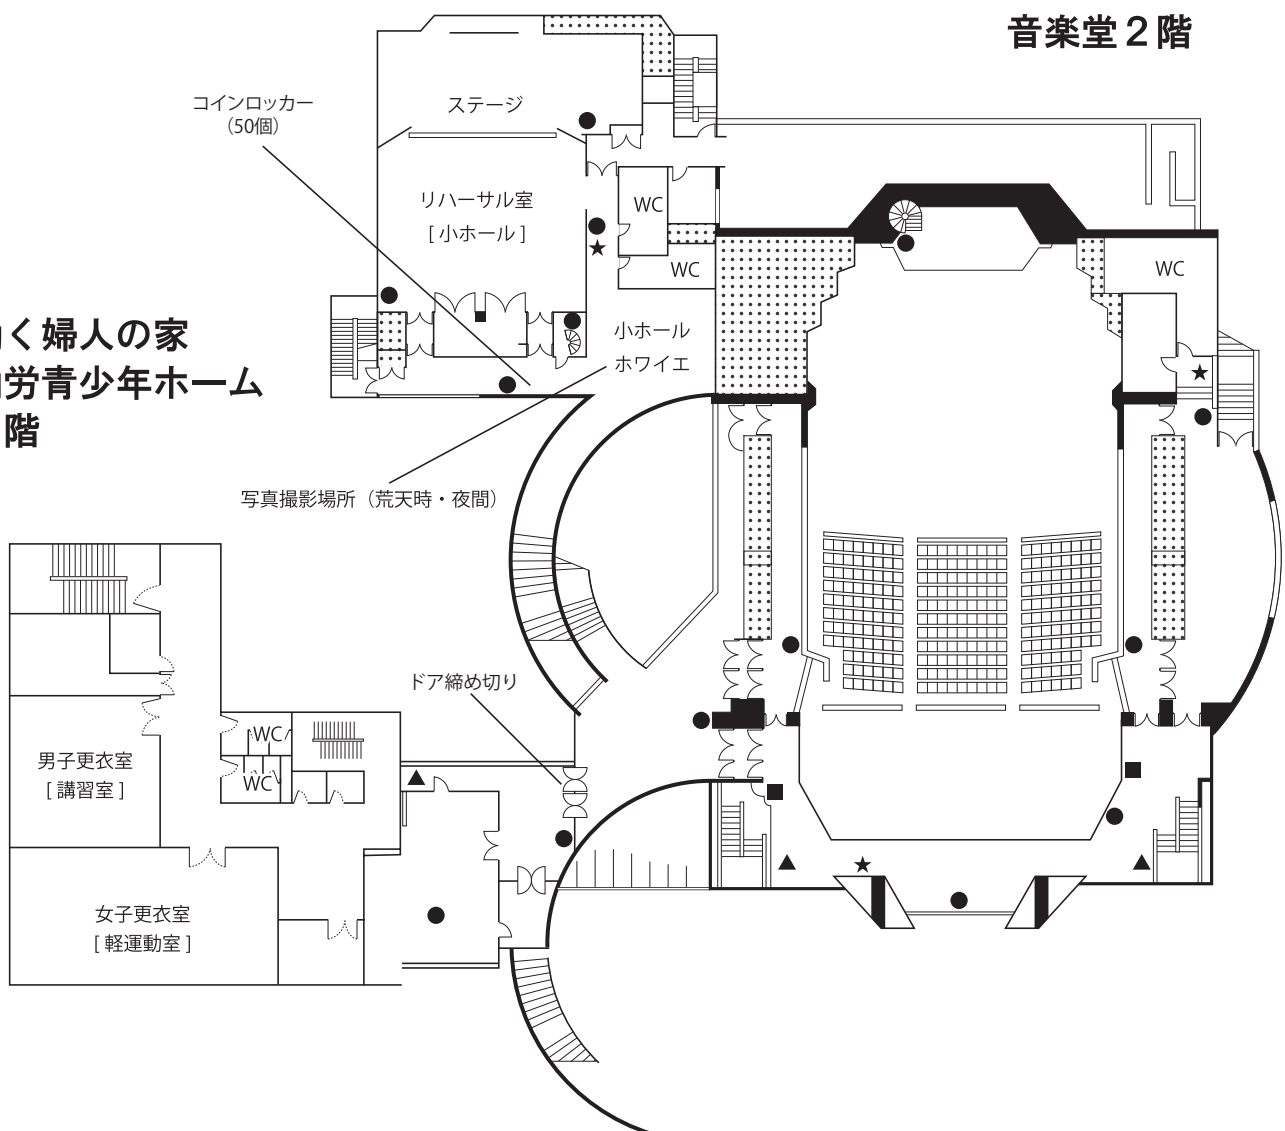 音楽堂２階
コインロッカー
（50個）
ステージ
リハーサル室
[ 小ホール ]
WC
WC
WC
小ホール
ホワイエ
く婦人の家
労青少年ホーム
階
写真撮影場所（荒天時・夜間）
ドア締め切り
WC
WC
男子更衣室
[ 講習室 ]
女子更衣室
[ 軽運動室 ]